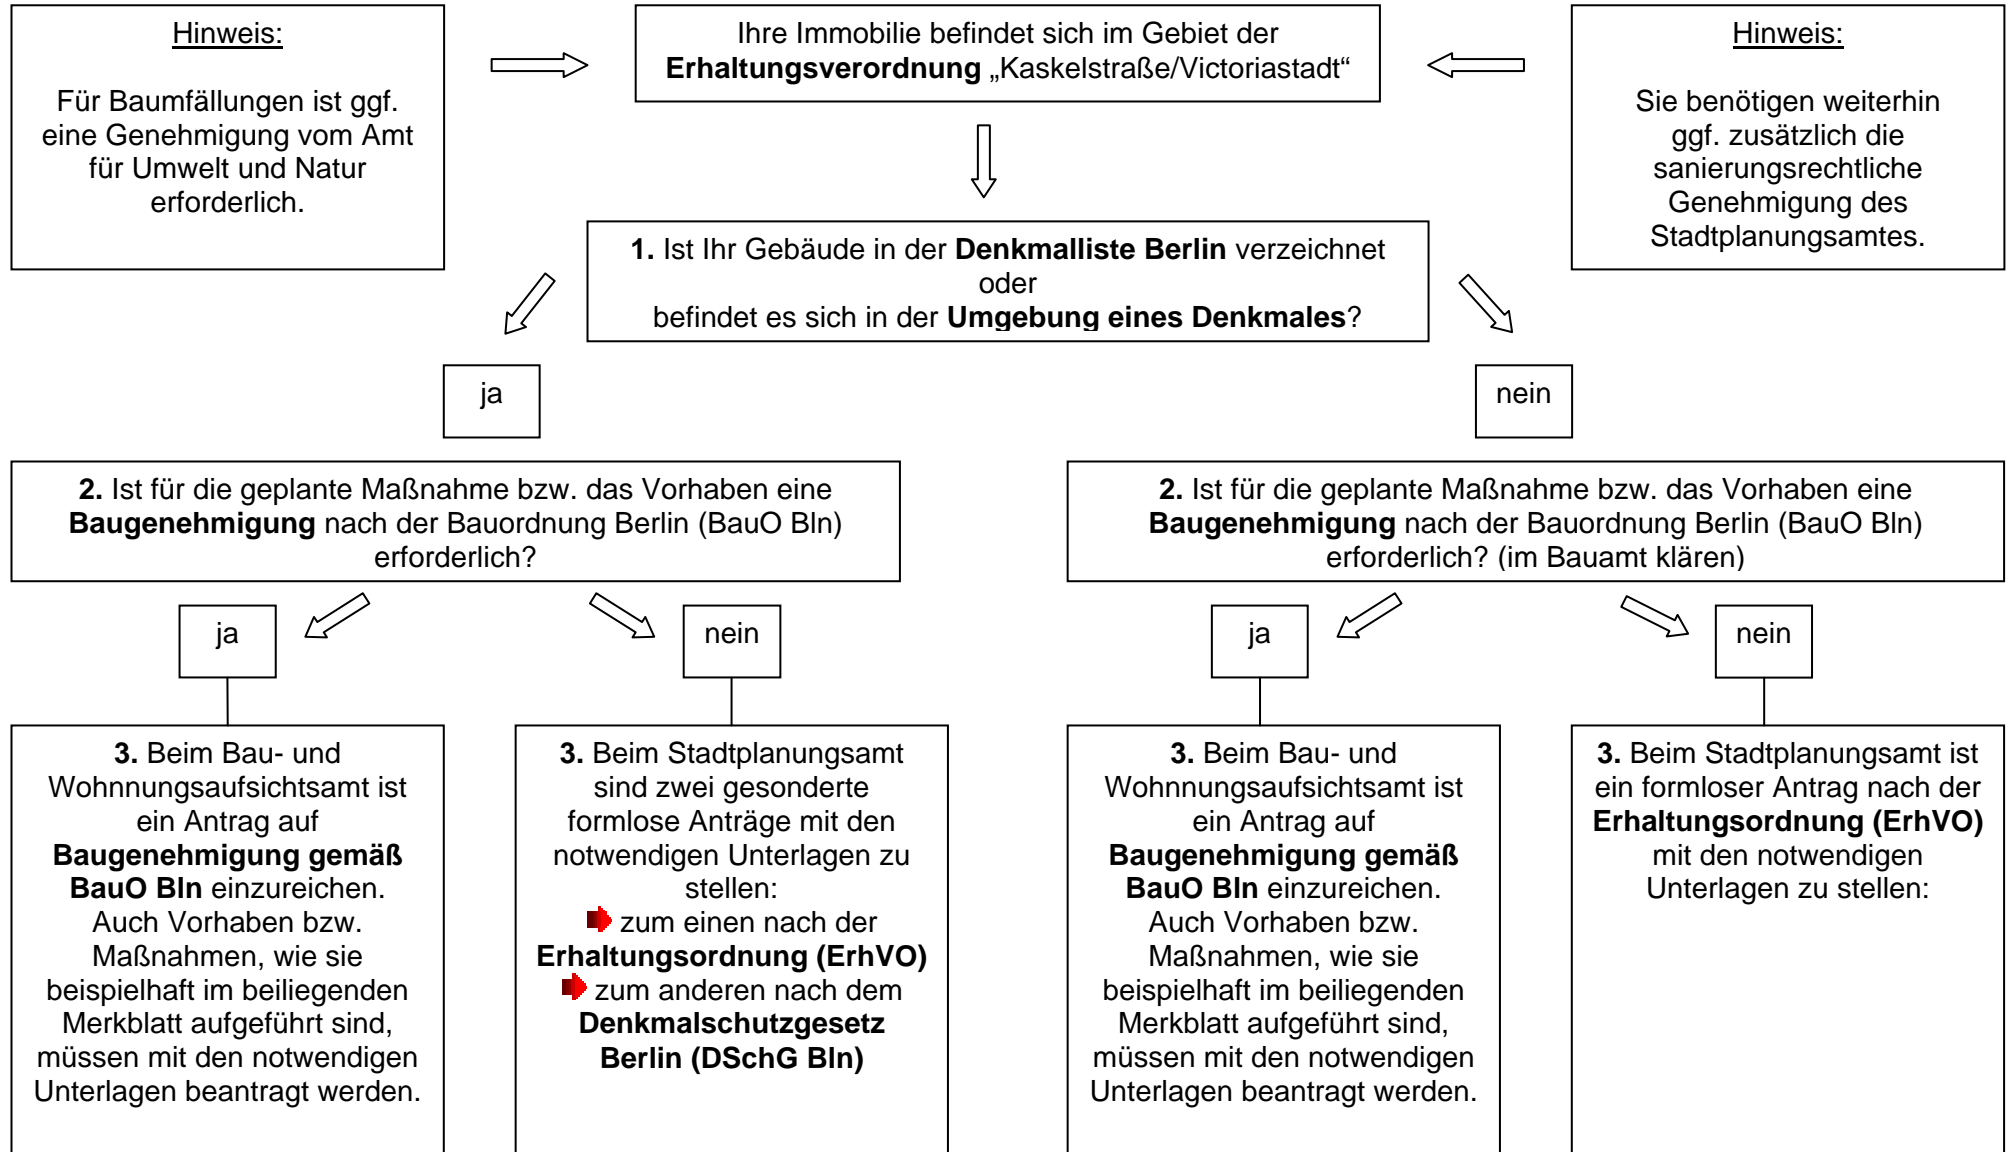 Hinweis:
Für Baumfällungen ist ggf.
eine Genehmigung vom Amt
für Umwelt und Natur
erforderlich.
Ihre Immobilie befindet sich im Gebiet der
Erhaltungsverordnung „Kaskelstraße/Victoriastadt“
Hinweis:
Sie benötigen weiterhin
ggf. zusätzlich die
sanierungsrechtliche
Genehmigung des
Stadtplanungsamtes.
1. Ist Ihr Gebäude in der Denkmalliste Berlin verzeichnet
oder
befindet es sich in der Umgebung eines Denkmales?
ja
nein
2. Ist für die geplante Maßnahme bzw. das Vorhaben eine
Baugenehmigung nach der Bauordnung Berlin (BauO Bln)
erforderlich?
2. Ist für die geplante Maßnahme bzw. das Vorhaben eine
Baugenehmigung nach der Bauordnung Berlin (BauO Bln)
erforderlich? (im Bauamt klären)
ja
nein
ja
nein
3. Beim Bau- und
Wohnnungsaufsichtsamt ist
ein Antrag auf
Baugenehmigung gemäß
BauO Bln einzureichen.
Auch Vorhaben bzw.
Maßnahmen, wie sie
beispielhaft im beiliegenden
Merkblatt aufgeführt sind,
müssen mit den notwendigen
Unterlagen beantragt werden.
3. Beim Stadtplanungsamt
sind zwei gesonderte
formlose Anträge mit den
notwendigen Unterlagen zu
stellen:
zum einen nach der
Erhaltungsordnung (ErhVO)
zum anderen nach dem
Denkmalschutzgesetz
Berlin (DSchG Bln)
3. Beim Bau- und
Wohnnungsaufsichtsamt ist
ein Antrag auf
Baugenehmigung gemäß
BauO Bln einzureichen.
Auch Vorhaben bzw.
Maßnahmen, wie sie
beispielhaft im beiliegenden
Merkblatt aufgeführt sind,
müssen mit den notwendigen
Unterlagen beantragt werden.
3. Beim Stadtplanungsamt ist
ein formloser Antrag nach der
Erhaltungsordnung (ErhVO)
mit den notwendigen
Unterlagen zu stellen: